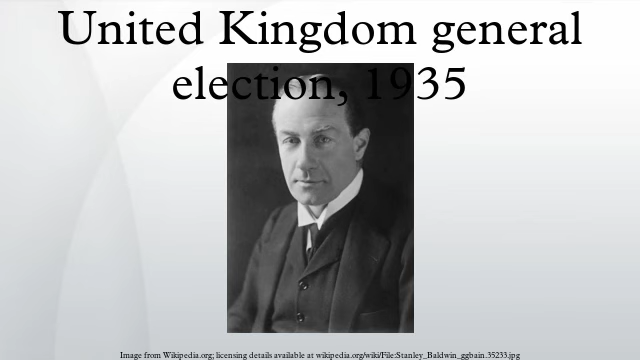 United Kingdom general
election, 1935
Image from Wikipedia.org; licensing details available at wikipedia.org/wiki/File:Stanley_Baldwin_ggbain.35233.jpg